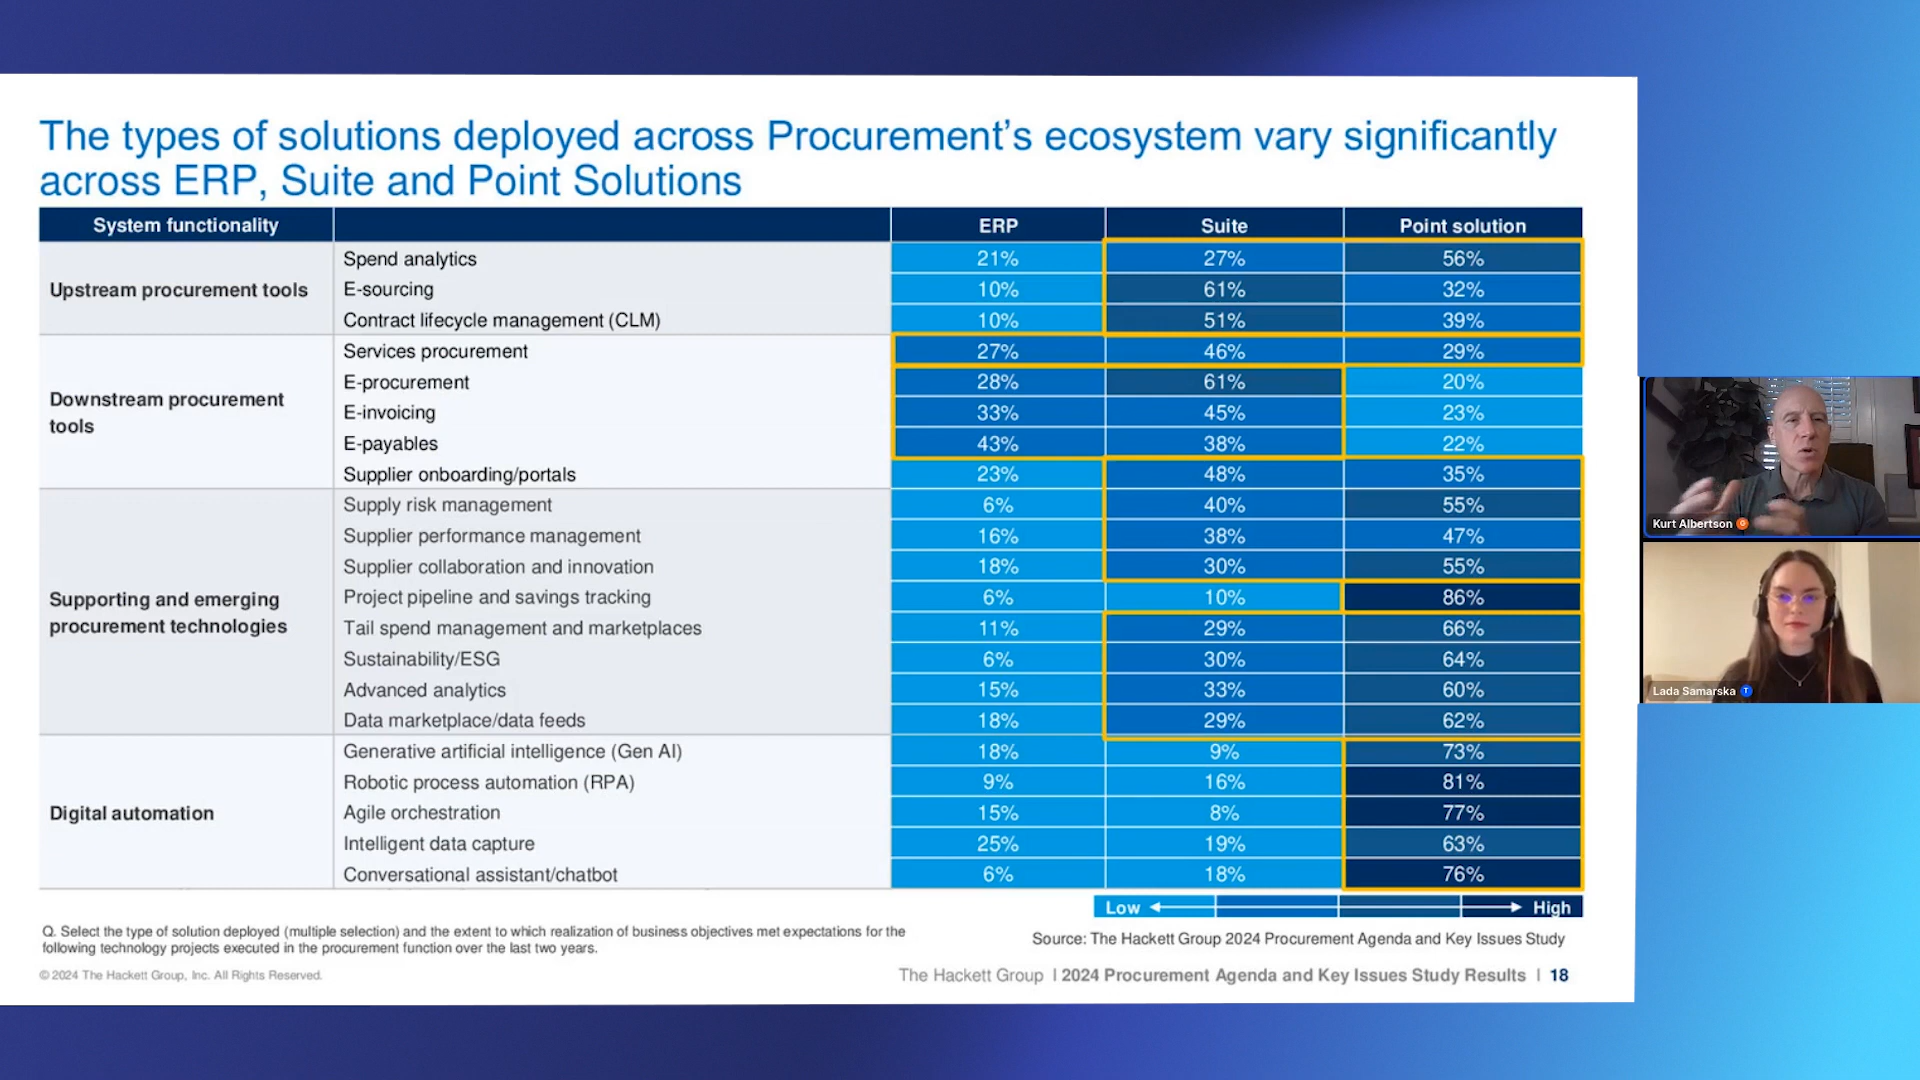 The types of solutions deployed across Procurement’s ecosystem vary significantly
across ERP, Suite and Point Solutions
System functionality ERP Suite Point solution
Upstream procurement tools
Spend analytics 21% 27% 56%
E-sourcing 10% 61% 32%
Contract lifecycle management (CLM) 10% 51% 39%
Downstream procurement
tools
Services procurement 27% 46% 29%
E-procurement 28% 61% 20%
E-invoicing 33% 45% 23%
E-payables 43% 38% 22%
Supplier onboarding/portals 23% 48% 35%
Supporting and emerging
procurement technologies
Supply risk management 6% 40% 55%
Supplier performance management 16% 38% 47%
Supplier collaboration and innovation 18% 30% 55%
Project pipeline and savings tracking 6% 10% 86%
Tail spend management and marketplaces 11% 29% 66%
Sustainability/ESG 6% 30% 64%
Advanced analytics 15% 33% 60%
Data marketplace/data feeds 18% 29% 62%
Digital automation
Generative artificial intelligence (Gen AI) 18% 9% 73%
Robotic process automation (RPA) 9% 16% 81%
Agile orchestration 15% 8% 77%
Intelligent data capture 25% 19% 63%
Conversational assistant/chatbot 6% 18% 76%
Low High
Q. Select the type of solution deployed (multiple selection) and the extent to which realization of business objectives met expectations for the
following technology projects executed in the procurement function over the last two years.
Source: The Hackett Group 2024 Procurement Agenda and Key Issues Study
© 2024 The Hackett Group, Inc. All Rights Reserved.
The Hackett Group | 2024 Procurement Agenda and Key Issues Study Results | 18
Kurt Albertson
Lada Samarska T